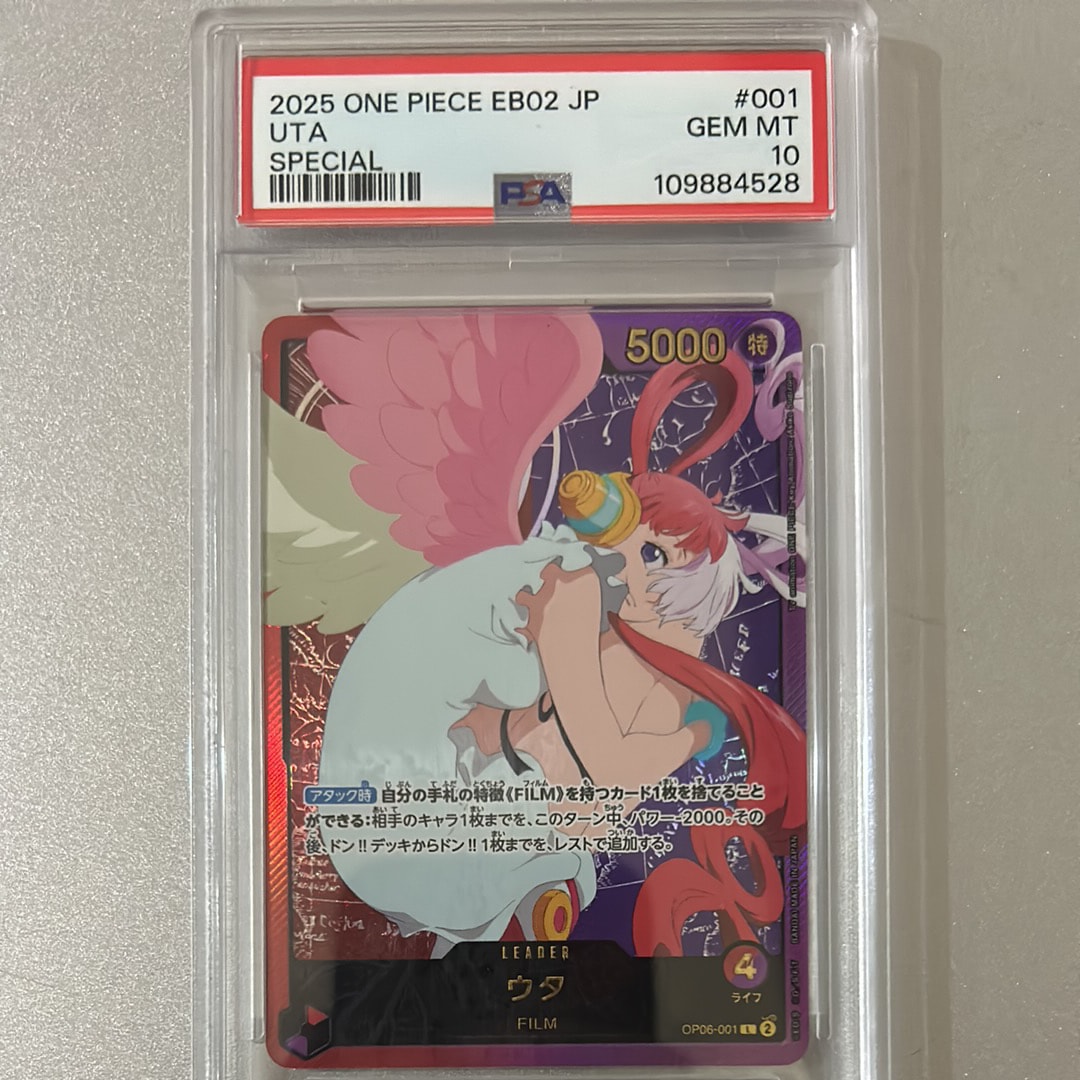 2025 ONE PIECE EB02 JP #001
UTA GEM MT
SPECIAL 10
PSA 109884528
5000 特
アタック時 自分の手札の特徴《FILM》を持つカード1枚を捨てること
ができる:相手のキャラ1枚までを、このターン中、パワー-2000。その
後、ドン!!デッキからドン!!1枚までを、レストで追加する。
LEADER
ウタ
4
ライフ
FILM
OP06-001 L 2
BANDAI MADE IN JAPAN